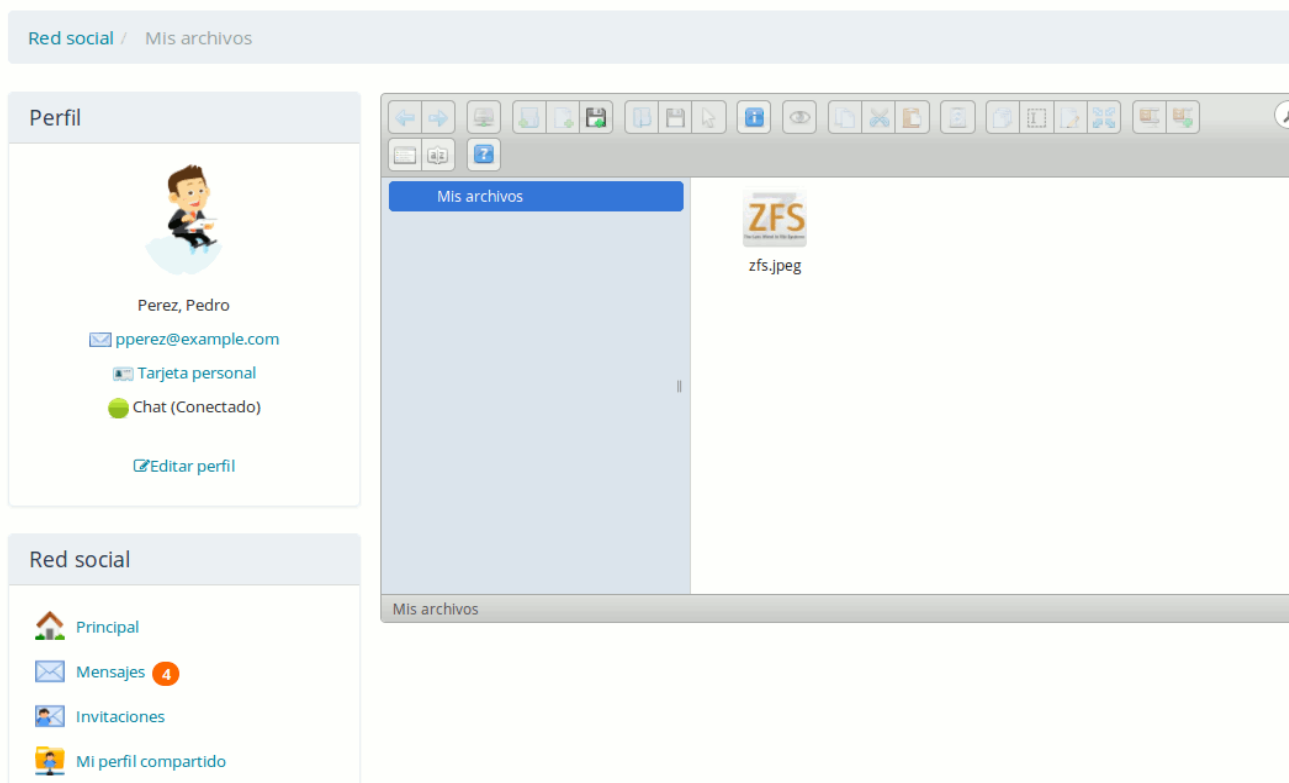 Red social / Mis archivos
Perfil
Perez, Pedro
pperez@example.com
Tarjeta personal
Chat (Conectado)
Editar perfil
Red social
Principal
Mensajes 4
Invitaciones
Mi perfil compartido
Mis archivos
ZFS
zfs.jpeg
Mis archivos